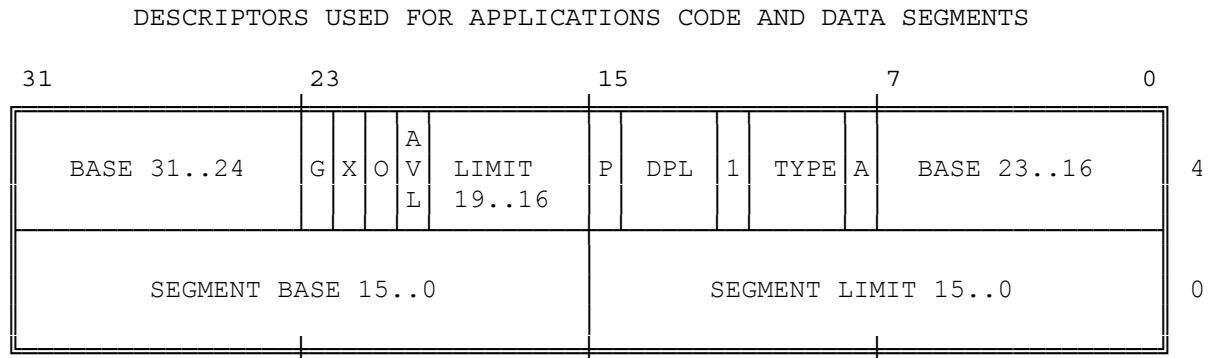 DESCRIPTORS USED FOR APPLICATIONS CODE AND DATA SEGMENTS
31 23 15 7 0
A
BASE 31..24 G X O V LIMIT P DPL 1 TYPE A BASE 23..16 4
L 19..16
SEGMENT BASE 15..0 SEGMENT LIMIT 15..0 0